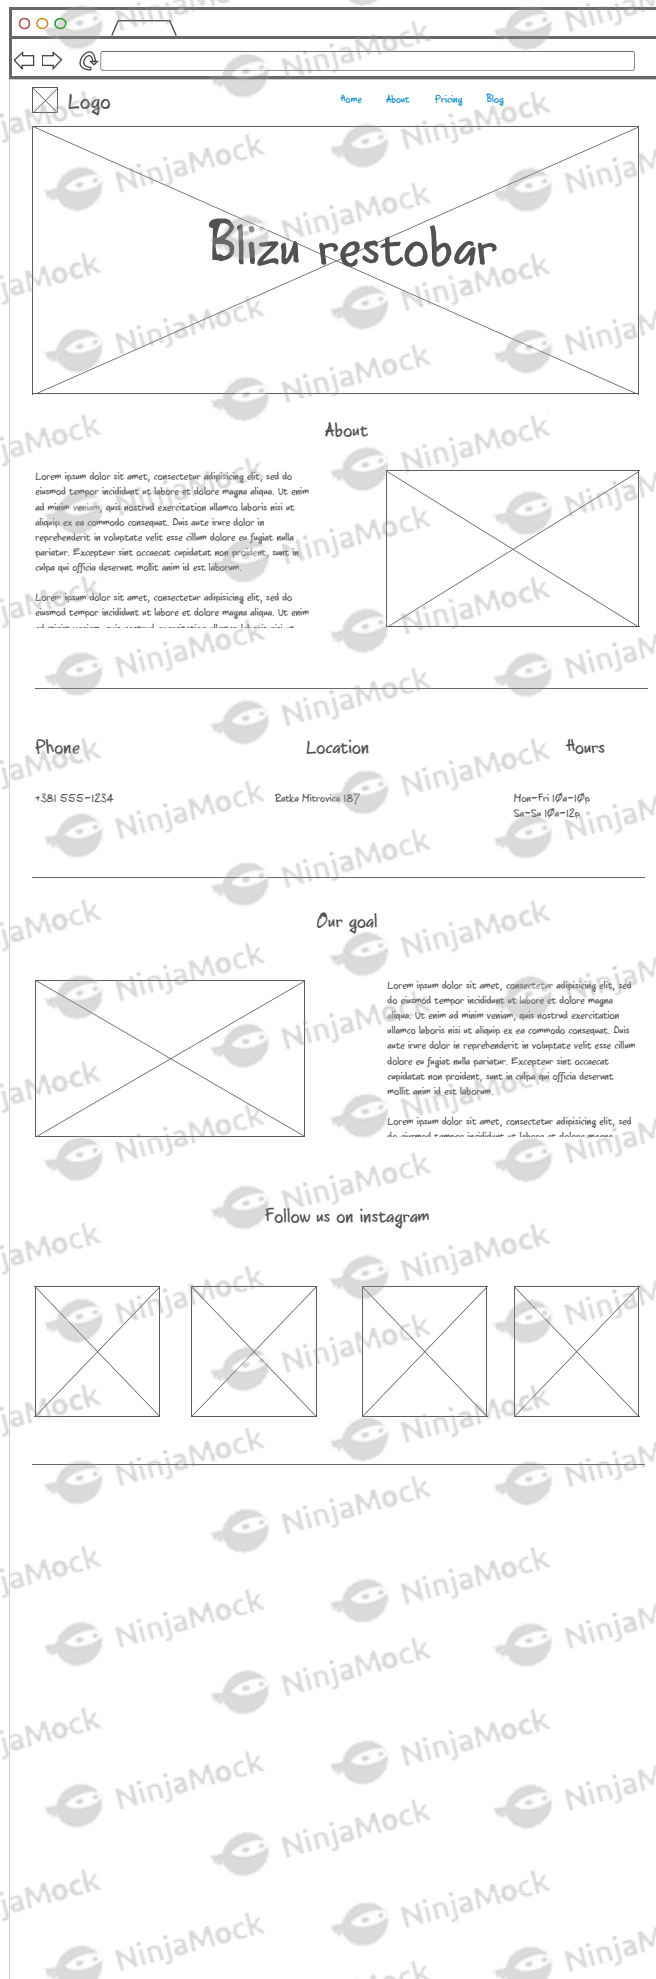 Logo
Home About Pricing Blog
Blizu restobar
About
Lorem ipsum dolor sit amet, consectetur adipisicing elit, sed do
eiusmod tempor incididunt ut labore et dolore magna aliqua. Ut enim
ad minim veniam, quis nostrud exercitation ullamco laboris nisi ut
aliquip ex ea commodo consequat. Duis aute irure dolor in
reprehenderit in voluptate velit esse cillum dolore eu fugiat nulla
pariatur. Excepteur sint occaecat cupidatat non proident, sunt in
culpa qui officia deserunt mollit anim id est laborum.
Lorem ipsum dolor sit amet, consectetur adipisicing elit, sed do
eiusmod tempor incididunt ut labore et dolore magna aliqua. Ut enim
Phone
+381 555-1234
Location
Ratka Mitrovica 187
Hours
Mon-Fri 10a-10p
Sa-Su 10a-12p
Our goal
Lorem ipsum dolor sit amet, consectetur adipisicing elit, sed
do eiusmod tempor incididunt ut labore et dolore magna
aliqua. Ut enim ad minim veniam, quis nostrud exercitation
ullamco laboris nisi ut aliquip ex ea commodo consequat. Duis
aute irure dolor in reprehenderit in voluptate velit esse cillum
dolore eu fugiat nulla pariatur. Excepteur sint occaecat
cupidatat non proident, sunt in culpa qui officia deserunt
mollit anim id est laborum.
Lorem ipsum dolor sit amet, consectetur adipisicing elit, sed
Follow us on instagram
NinjaMock